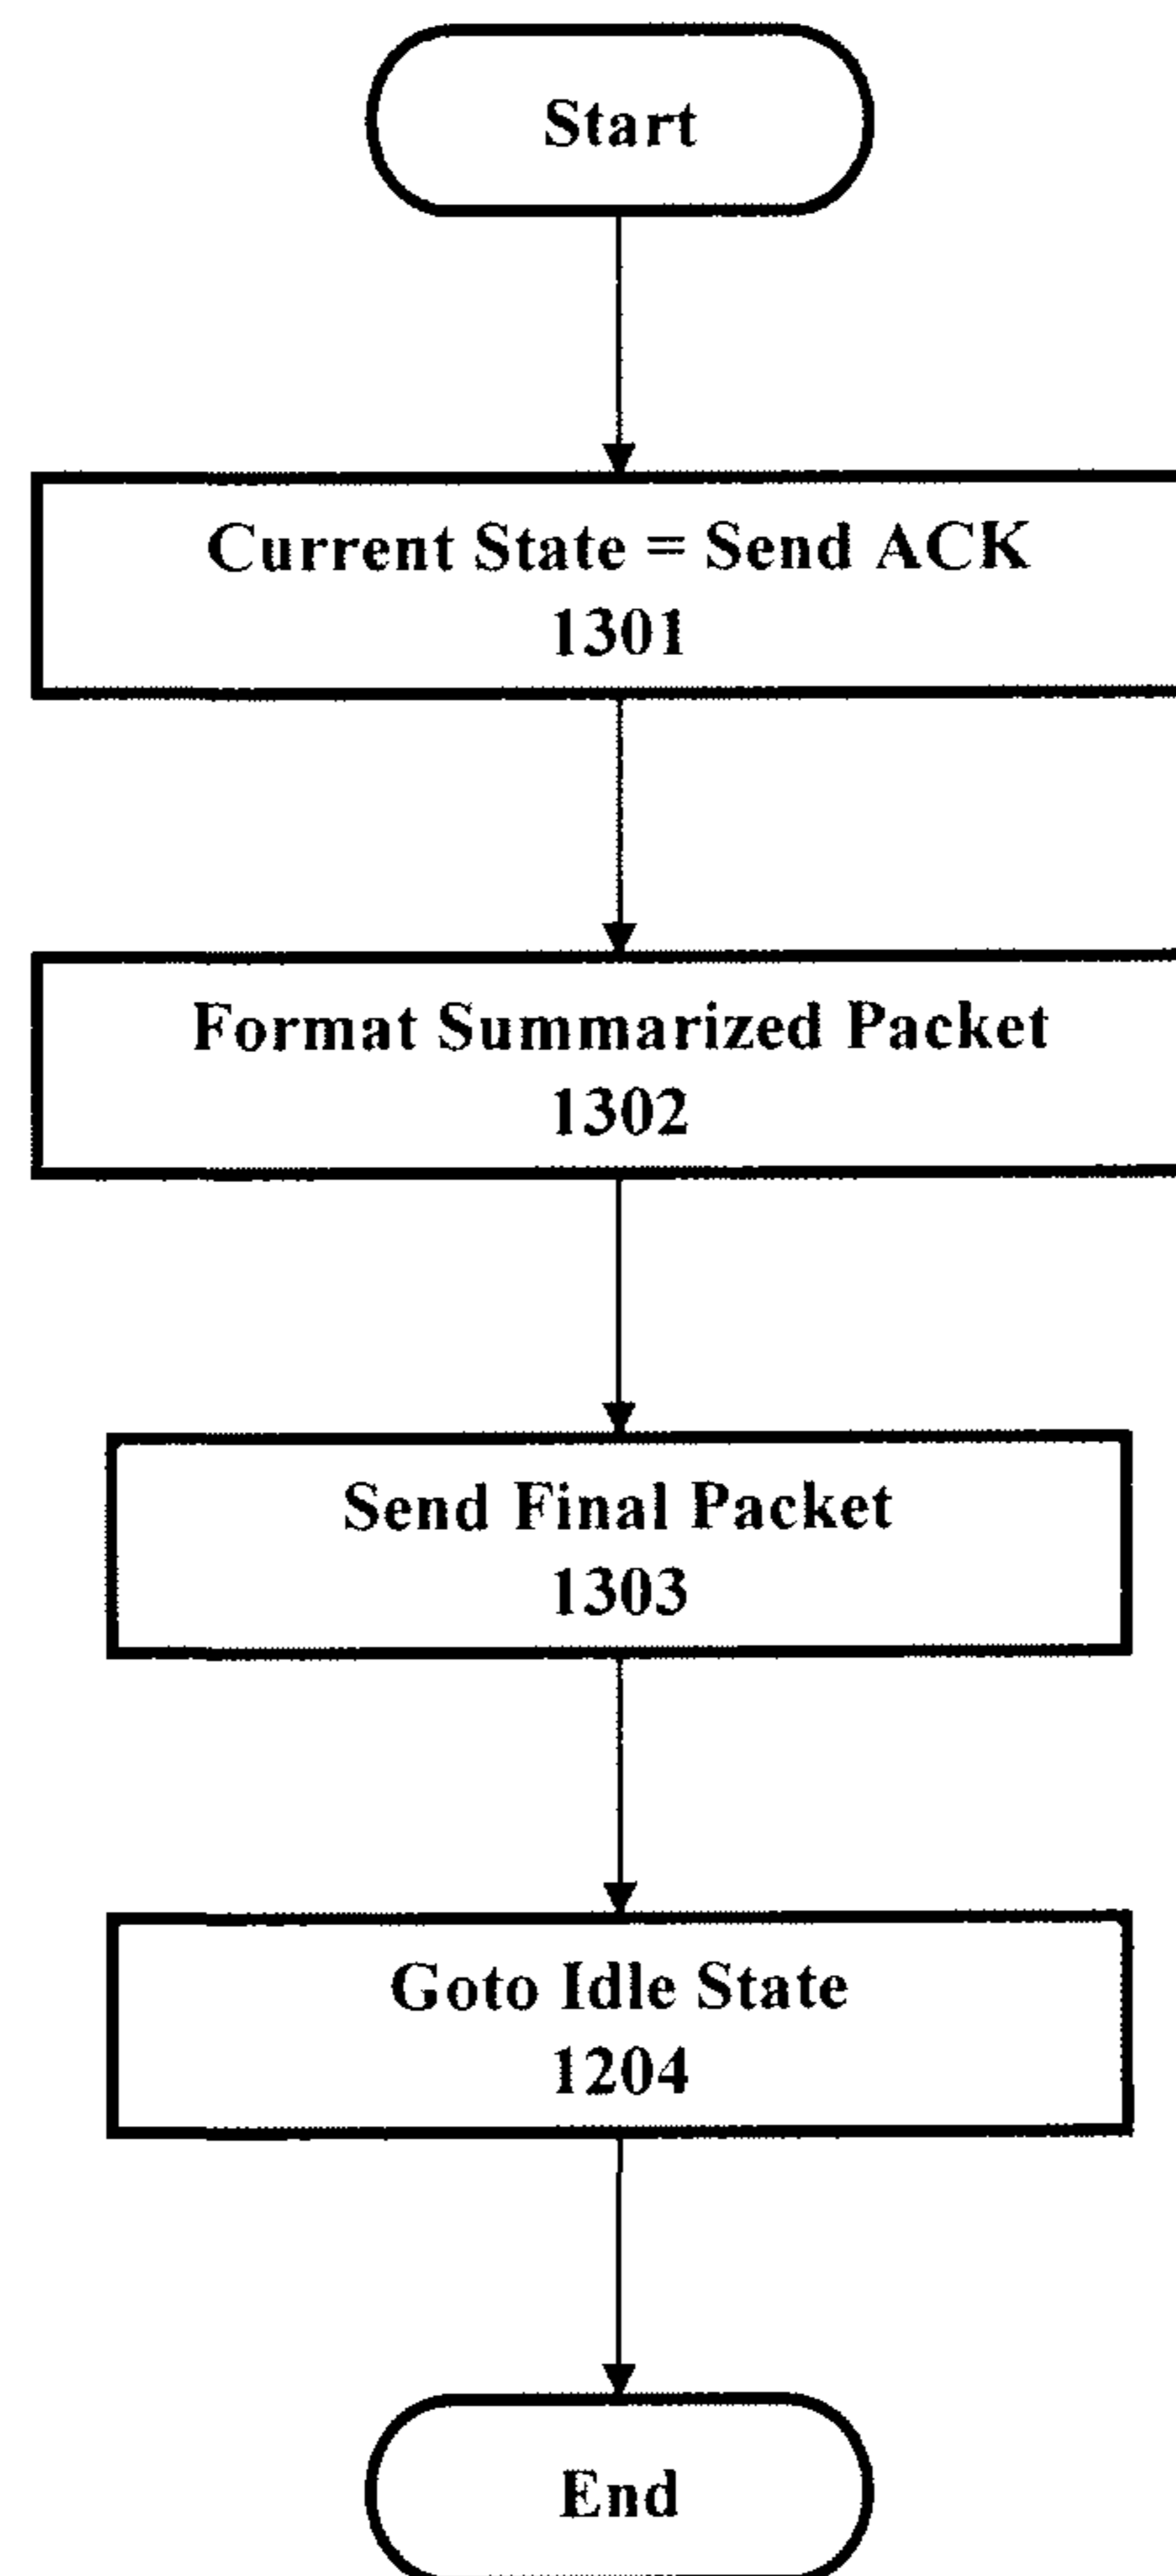 Start
Current State = Send ACK
1301
Format Summarized Packet
1302
Send Final Packet
1303
Goto Idle State
1204
End